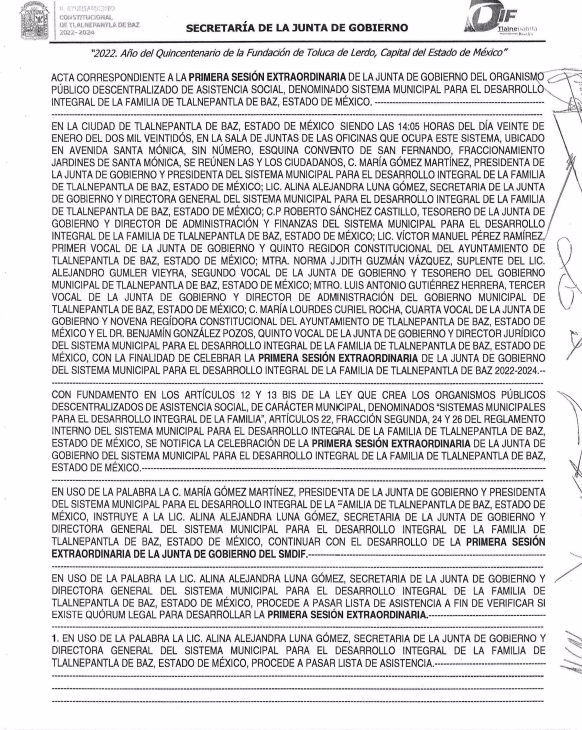 H. AYUNTAMIENTO
CONSTITUCIONAL
DE TLALNEPANTLA DE BAZ
2022-2024
SECRETARÍA DE LA JUNTA DE GOBIERNO
DIF
Tlalnepantla
"2022. Año del Quincentenario de la Fundación de Toluca de Lerdo, Capital del Estado de México"
ACTA CORRESPONDIENTE A LA PRIMERA SESIÓN EXTRAORDINARIA DE LA JUNTA DE GOBIERNO DEL ORGANISMO
PÚBLICO DESCENTRALIZADO DE ASISTENCIA SOCIAL, DENOMINADO SISTEMA MUNICIPAL PARA EL DESARROLLO
INTEGRAL DE LA FAMILIA DE TLALNEPANTLA DE BAZ, ESTADO DE MÉXICO.
EN LA CIUDAD DE TLALNEPANTLA DE BAZ, ESTADO DE MÉXICO SIENDO LAS 14:05 HORAS DEL DÍA VEINTE DE
ENERO DEL DOS MIL VEINTIDÓS, EN LA SALA DE JUNTAS DE LAS OFICINAS QUE OCUPA ESTE SISTEMA, UBICADO
EN AVENIDA SANTA MÓNICA, SIN NÚMERO, ESQUINA CONVENTO DE SAN FERNANDO, FRACCIONAMIENTO
JARDINES DE SANTA MÓNICA, SE REÚNEN LAS Y LOS CIUDADANOS, C. MARÍA GÓMEZ MARTÍNEZ, PRESIDENTA DE
LA JUNTA DE GOBIERNO Y PRESIDENTA DEL SISTEMA MUNICIPAL PARA EL DESARROLLO INTEGRAL DE LA FAMILIA
DE TLALNEPANTLA DE BAZ, ESTADO DE MÉXICO; LIC. ALINA ALEJANDRA LUNA GÓMEZ, SECRETARIA DE LA JUNTA
DE GOBIERNO Y DIRECTORA GENERAL DEL SISTEMA MUNICIPAL PARA EL DESARROLLO INTEGRAL DE LA FAMILIA
DE TLALNEPANTLA DE BAZ, ESTADO DE MÉXICO; C.P ROBERTO SÁNCHEZ CASTILLO, TESORERO DE LA JUNTA DE
GOBIERNO Y DIRECTOR DE ADMINISTRACIÓN Y FINANZAS DEL SISTEMA MUNICIPAL PARA EL DESARROLLO
INTEGRAL DE LA FAMILIA DE TLALNEPANTLA DE BAZ, ESTADO DE MÉXICO; LIC. VÍCTOR MANUEL PÉREZ RAMÍREZ,
PRIMER VOCAL DE LA JUNTA DE GOBIERNO Y QUINTO REGIDOR CONSTITUCIONAL DEL AYUNTAMIENTO DE
TLALNEPANTLA DE BAZ, ESTADO DE MÉXICO; MTRA. NORMA JJDITH GUZMÁN VÁZQUEZ, SUPLENTE DEL LIC.
ALEJANDRO GUMLER VIEYRA, SEGUNDO VOCAL DE LA JUNTA DE GOBIERNO Y TESORERO DEL GOBIERNO
MUNICIPAL DE TLALNEPANTLA DE BAZ, ESTADO DE MÉXICO; MTRO. LUIS ANTONIO GUTIÉRREZ HERRERA, TERCER
VOCAL DE LA JUNTA DE GOBIERNO Y DIRECTOR DE ADMINISTRACIÓN DEL GOBIERNO MUNICIPAL DE
TLALNEPANTLA DE BAZ, ESTADO DE MÉXICO; C. MARÍA LOURDES CURIEL ROCHA, CUARTA VOCAL DE LA JUNTA DE
GOBIERNO Y NOVENA REGIDORA CONSTITUCIONAL DEL AYUNTAMIENTO DE TLALNEPANTLA DE BAZ, ESTADO DE
MÉXICO Y EL DR. BENJAMÍN GONZÁLEZ POZOS, QUINTO VOCAL DE LA JUNTA DE GOBIERNO Y DIRECTOR JURÍDICO
DEL SISTEMA MUNICIPAL PARA EL DESARROLLO INTEGRAL DE LA FAMILIA DE TLALNEPANTLA DE BAZ, ESTADO DE
MÉXICO, CON LA FINALIDAD DE CELEBRAR LA PRIMERA SESIÓN EXTRAORDINARIA DE LA JUNTA DE GOBIERNO
DEL SISTEMA MUNICIPAL PARA EL DESARROLLO INTEGRAL DE LA FAMILIA DE TLALNEPANTLA DE BAZ 2022-2024.--
CON FUNDAMENTO EN LOS ARTÍCULOS 12 Y 13 BIS DE LA LEY QUE CREA LOS ORGANISMOS PÚBLICOS
DESCENTRALIZADOS DE ASISTENCIA SOCIAL, DE CARÁCTER MUNCIPAL, DENOMINADOS "SISTEMAS MUNICIPALES
PARA EL DESARROLLO INTEGRAL DE LA FAMILIA", ARTÍCULOS 22, FRACCIÓN SEGUNDA, 24 Y 26 DEL REGLAMENTO
INTERNO DEL SISTEMA MUNICIPAL PARA EL DESARROLLO INTEGRAL DE LA FAMILIA DE TLALNEPANTLA DE BAZ,
ESTADO DE MÉXICO, SE NOTIFICA LA CELEBRACIÓN DE LA PRIMERA SESIÓN EXTRAORDINARIA DE LA JUNTA DE
GOBIERNO DEL SISTEMA MUNICIPAL PARA EL DESARROLLO INTEGRAL DE LA FAMILIA DE TLALNEPANTLA DE BAZ,
ESTADO DE MÉXICO.
EN USO DE LA PALABRA LA C. MARÍA GÓMEZ MARTÍNEZ, PRESIDENTA DE LA JUNTA DE GOBIERNO Y PRESIDENTA
DEL SISTEMA MUNICIPAL PARA EL DESARROLLO INTEGRAL DE LA FAMILIA DE TLALNEPANTLA DE BAZ, ESTADO DE
MÉXICO, INSTRUYE A LA LIC. ALINA ALEJANDRA LUNA GÓMEZ, SECRETARIA DE LA JUNTA DE GOBIERNO Y
DIRECTORA GENERAL DEL SISTEMA MUNICIPAL PARA EL DESARROLLO INTEGRAL DE LA FAMILIA DE
TLALNEPANTLA DE BAZ, ESTADO DE MÉXICO, CONTINUAR CON EL DESARROLLO DE LA PRIMERA SESIÓN
EXTRAORDINARIA DE LA JUNTA DE GOBIERNO DEL SMDIF.
EN USO DE LA PALABRA LA LIC. ALINA ALEJANDRA LUNA GÓMEZ, SECRETARIA DE LA JUNTA DE GOBIERNO Y
DIRECTORA GENERAL DEL SISTEMA MUNICIPAL PARA EL DESARROLLO INTEGRAL DE LA FAMILIA DE
TLALNEPANTLA DE BAZ, ESTADO DE MÉXICO, PROCEDE A PASAR LISTA DE ASISTENCIA A FIN DE VERIFICAR SI
EXISTE QUÓRUM LEGAL PARA DESARROLLAR LA PRIMERA SESIÓN EXTRAORDINARIA.
1. EN USO DE LA PALABRA LA LIC. ALINA ALEJANDRA LUNA GÓMEZ, SECRETARIA DE LA JUNTA DE GOBIERNO Y
DIRECTORA GENERAL DEL SISTEMA MUNICIPAL PARA EL DESARROLLO INTEGRAL DE LA FAMILIA DE
TLALNEPANTLA DE BAZ, ESTADO DE MÉXICO, PROCEDE A PASAR LISTA DE ASISTENCIA.